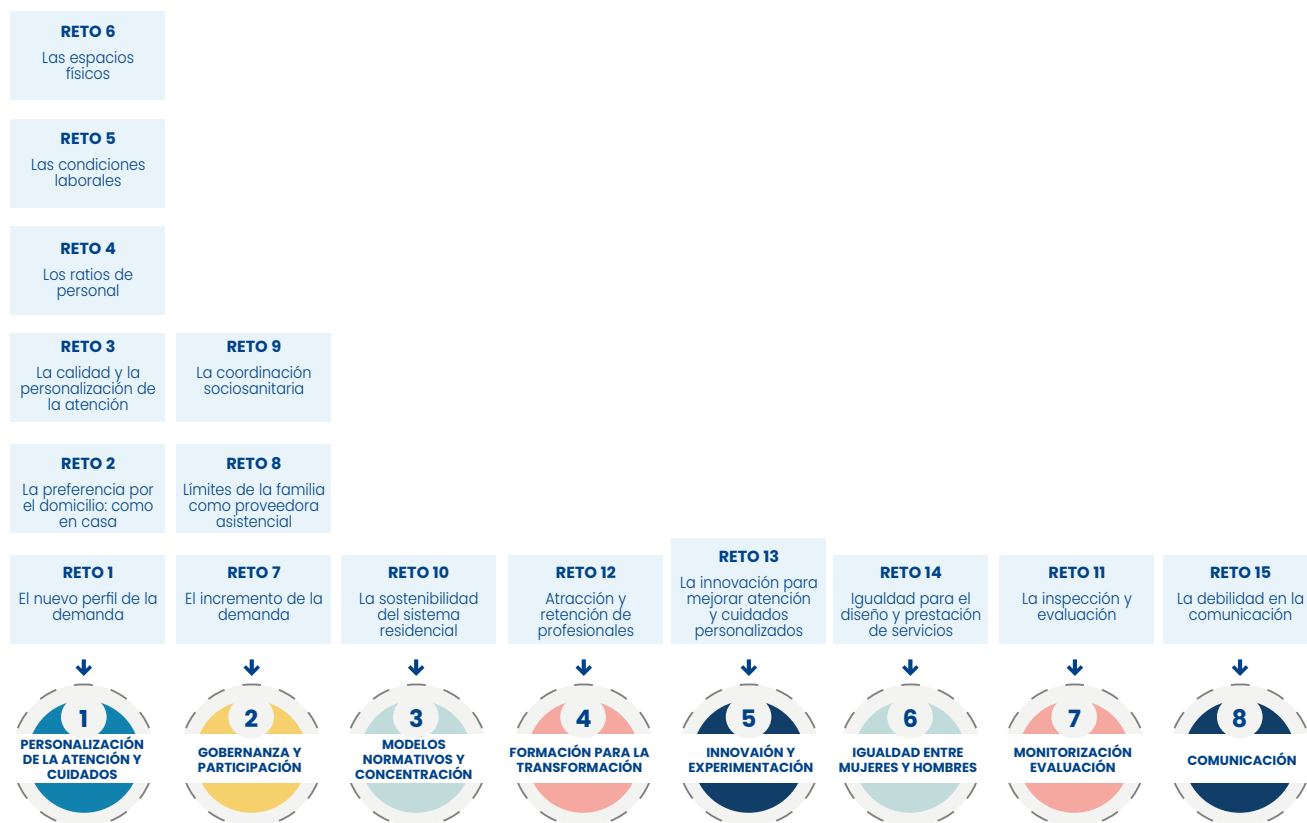 RETO 6
Las espacios
físicos
RETO 5
Las condiciones
laborales
RETO 4
Los ratios de
personal
RETO 3
La calidad y la
personalización de
la atención
RETO 9
La coordinación
sociosanitaria
RETO 2
La preferencia por
el domicilio: como
en casa
RETO 8
Límites de la familia
como proveedora
asistencial
RETO 1
El nuevo perfil de la
demanda
RETO 7
El incremento de la
demanda
RETO 10
La sostenibilidad
del sistema
residencial
RETO 12
Atracción y
retención de
profesionales
RETO 13
La innovación para
mejorar atención
y cuidados
personalizados
RETO 14
Igualdad para el
diseño y prestación
de servicios
RETO 11
La inspección y
evaluación
RETO 15
La debilidad en la
comunicación
1
PERSONALIZACIÓN
DE LA ATENCIÓN Y
CUIDADOS
2
GOBERNANZA Y
PARTICIPACIÓN
3
MODELOS
NORMATIVOS Y
CONCENTRACIÓN
4
FORMACIÓN PARA LA
TRANSFORMACIÓN
5
INNOVAIÓN Y
EXPERIMENTACIÓN
6
IGUALDAD ENTRE
MUJERES Y HOMBRES
7
MONITORIZACIÓN
EVALUACIÓN
8
COMUNICACIÓN